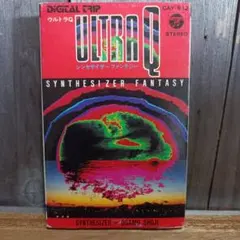 DIGITAL TRIP
STEREO
ウルトラQ
ULTRA Q
シンセサイザー ファンタジー
SYNTHESIZER FANTASY